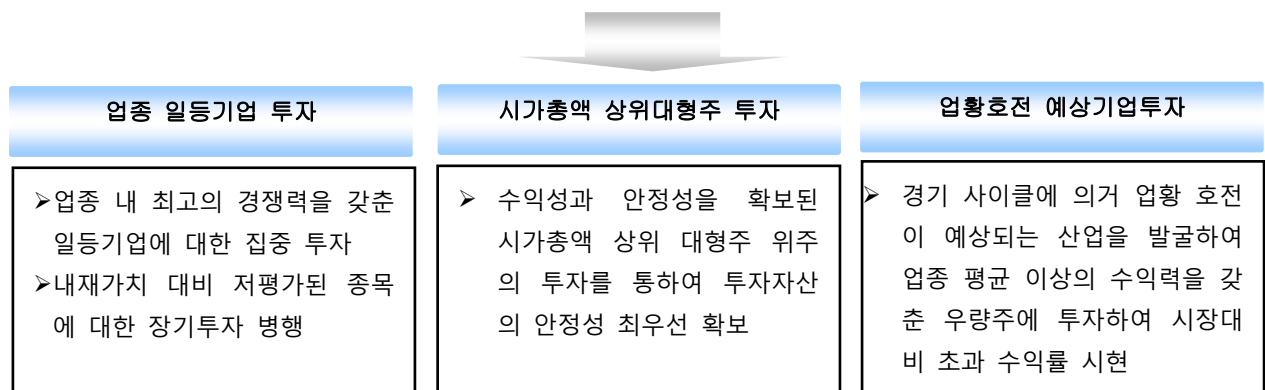 업종 일등기업 투자
➢업종 내 최고의 경쟁력을 갖춘
일등기업에 대한 집중 투자
➢내재가치 대비 저평가된 종목
에 대한 장기투자 병행
시가총액 상위대형주 투자
➢ 수익성과 안정성을 확보된
시가총액 상위 대형주 위주
의 투자를 통하여 투자자산
의 안정성 최우선 확보
업황호전 예상기업투자
➢ 경기 사이클에 의거 업황 호전
이 예상되는 산업을 발굴하여
업종 평균 이상의 수익력을 갖
춘 우량주에 투자하여 시장대
비 초과 수익률 시현